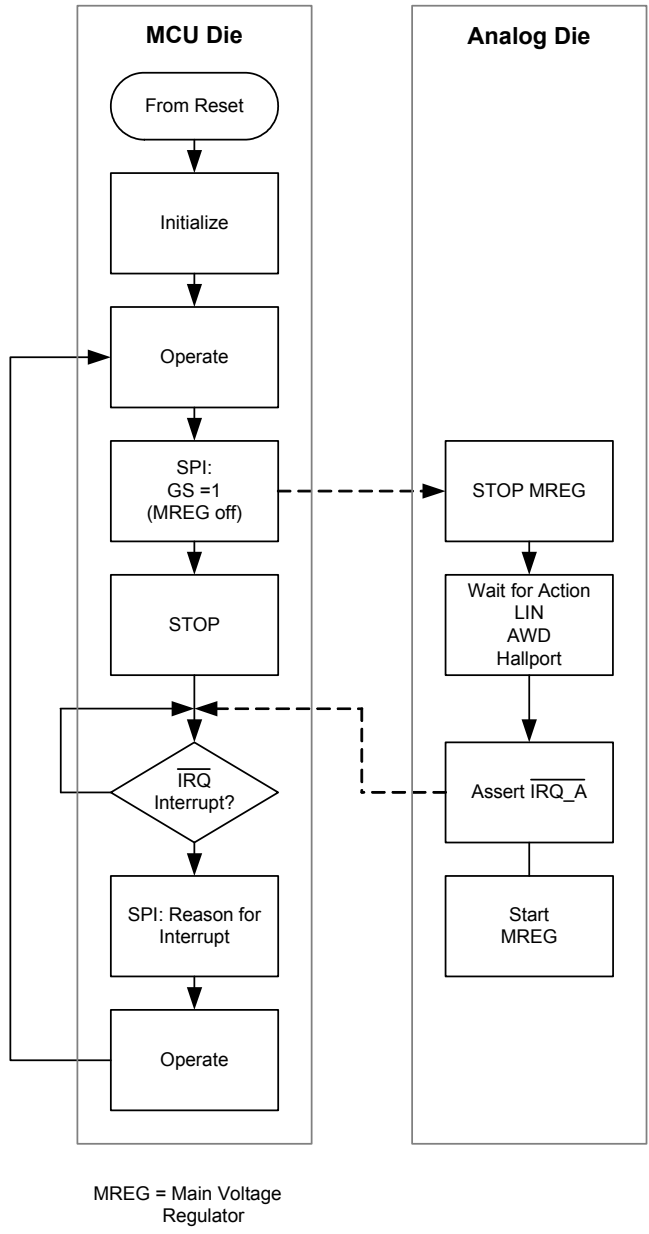 MCU Die
From Reset
Initialize
Operate
SPI:
GS =1
(MREG off)
STOP
IRQ
Interrupt?
SPI: Reason for
Interrupt
Operate
Analog Die
STOP MREG
Wait for Action
LIN
AWD
Hallport
Assert IRQ_A
Start
MREG
MREG = Main Voltage
Regulator